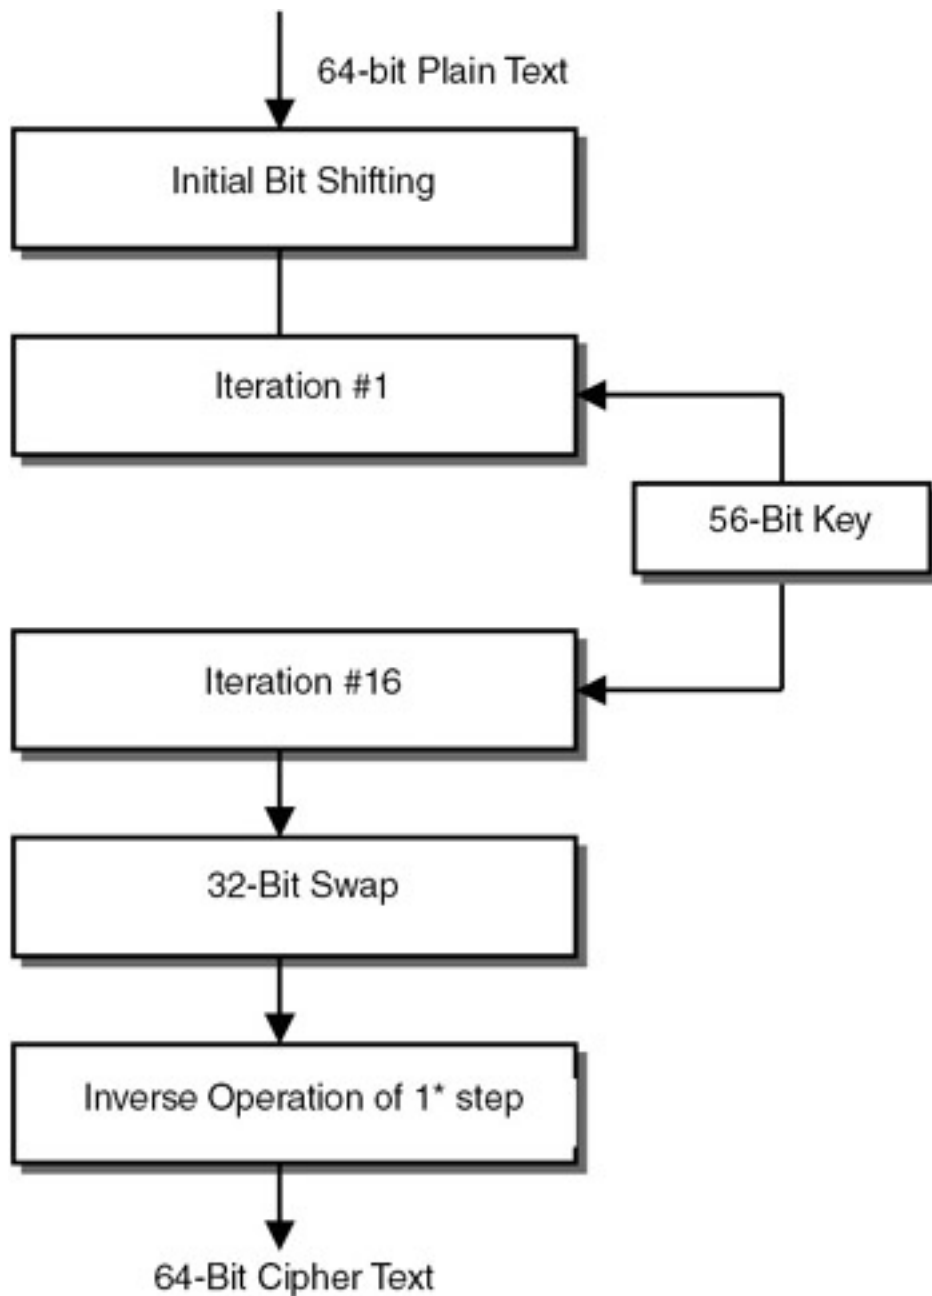 64-bit Plain Text
Initial Bit Shifting
Iteration #1
56-Bit Key
Iteration #16
32-Bit Swap
Inverse Operation of 1* step
64-Bit Cipher Text